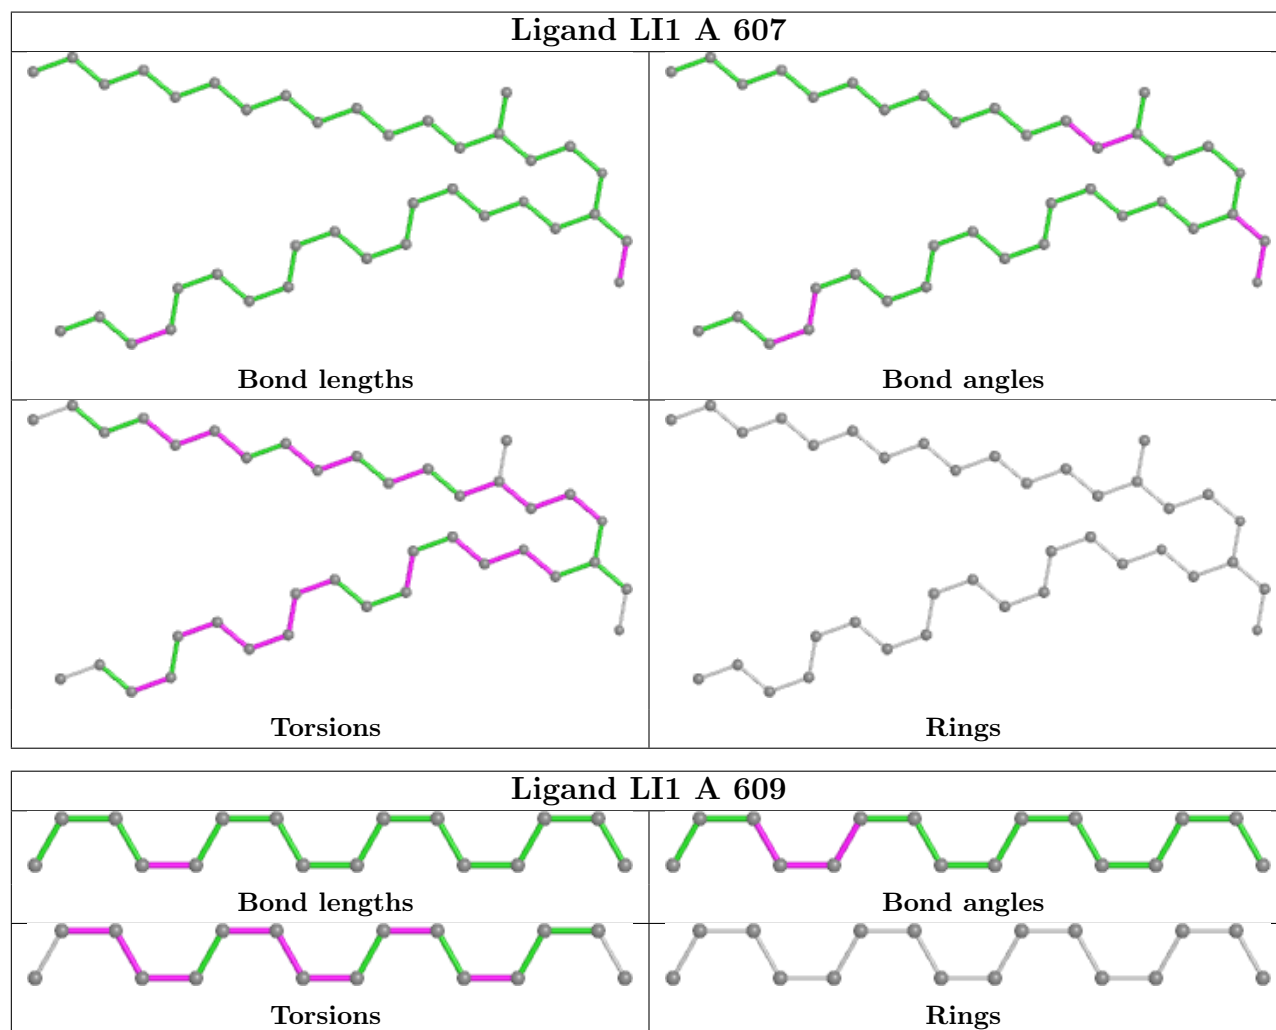 Ligand LI1 A 607
Bond lengths
Bond angles
Torsions
Rings
Ligand LI1 A 609
Bond lengths
Bond angles
Torsions
Rings